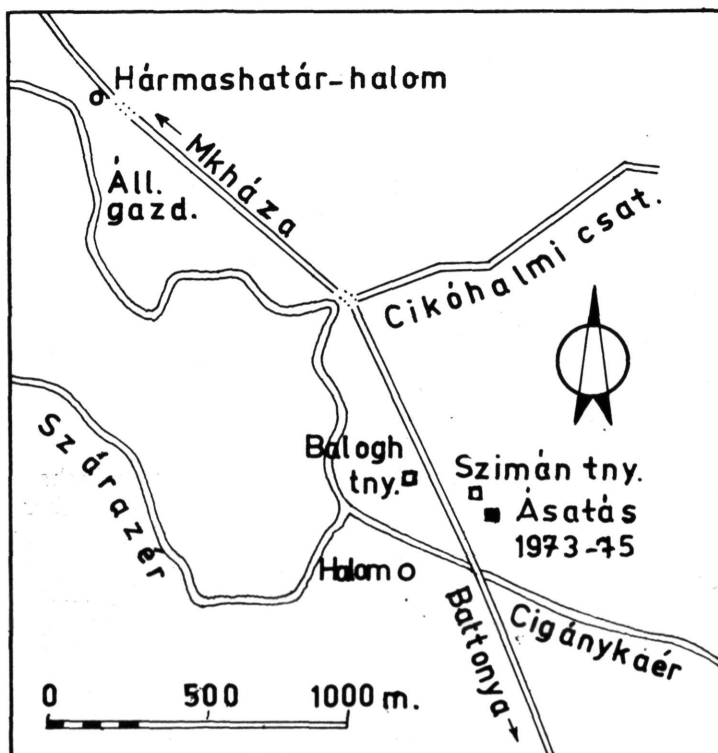 Hármashatár-halom
← Mkháza
Áll.
gazd.
Cikóhalmi csat.
Szárazér
Balogh
tny.
Szimán tny.
Ásatás
1973-75
Halom
Cigánykaér
Battonya →
0 500 1000 m.